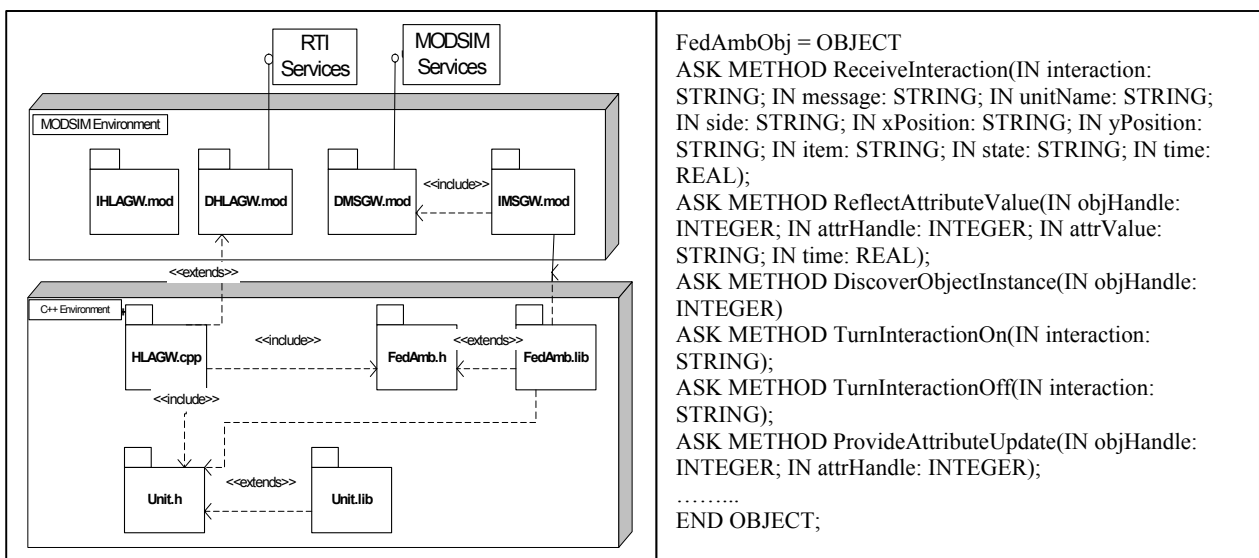 RTI
Services
MODSIM
Services
MODSIM Environment
IHLAGW.mod
DHLAGW.mod
DMSGW.mod
<<include>>
IMSGW.mod
<<extends>>
C++ Environment
HLAGW.cpp
<<include>>
FedAmb.h
<<extends>>
FedAmb.lib
<<include>>
Unit.h
<<extends>>
Unit.lib
FedAmbObj = OBJECT
ASK METHOD ReceiveInteraction(IN interaction:
STRING; IN message: STRING; IN unitName: STRING;
IN side: STRING; IN xPosition: STRING; IN yPosition:
STRING; IN item: STRING; IN state: STRING; IN time:
REAL);
ASK METHOD ReflectAttributeValue(IN objHandle:
INTEGER; IN attrHandle: INTEGER; IN attrValue:
STRING; IN time: REAL);
ASK METHOD DiscoverObjectInstance(IN objHandle:
INTEGER)
ASK METHOD TurnInteractionOn(IN interaction:
STRING);
ASK METHOD TurnInteractionOff(IN interaction:
STRING);
ASK METHOD ProvideAttributeUpdate(IN objHandle:
INTEGER; IN attrHandle: INTEGER);
……...
END OBJECT;